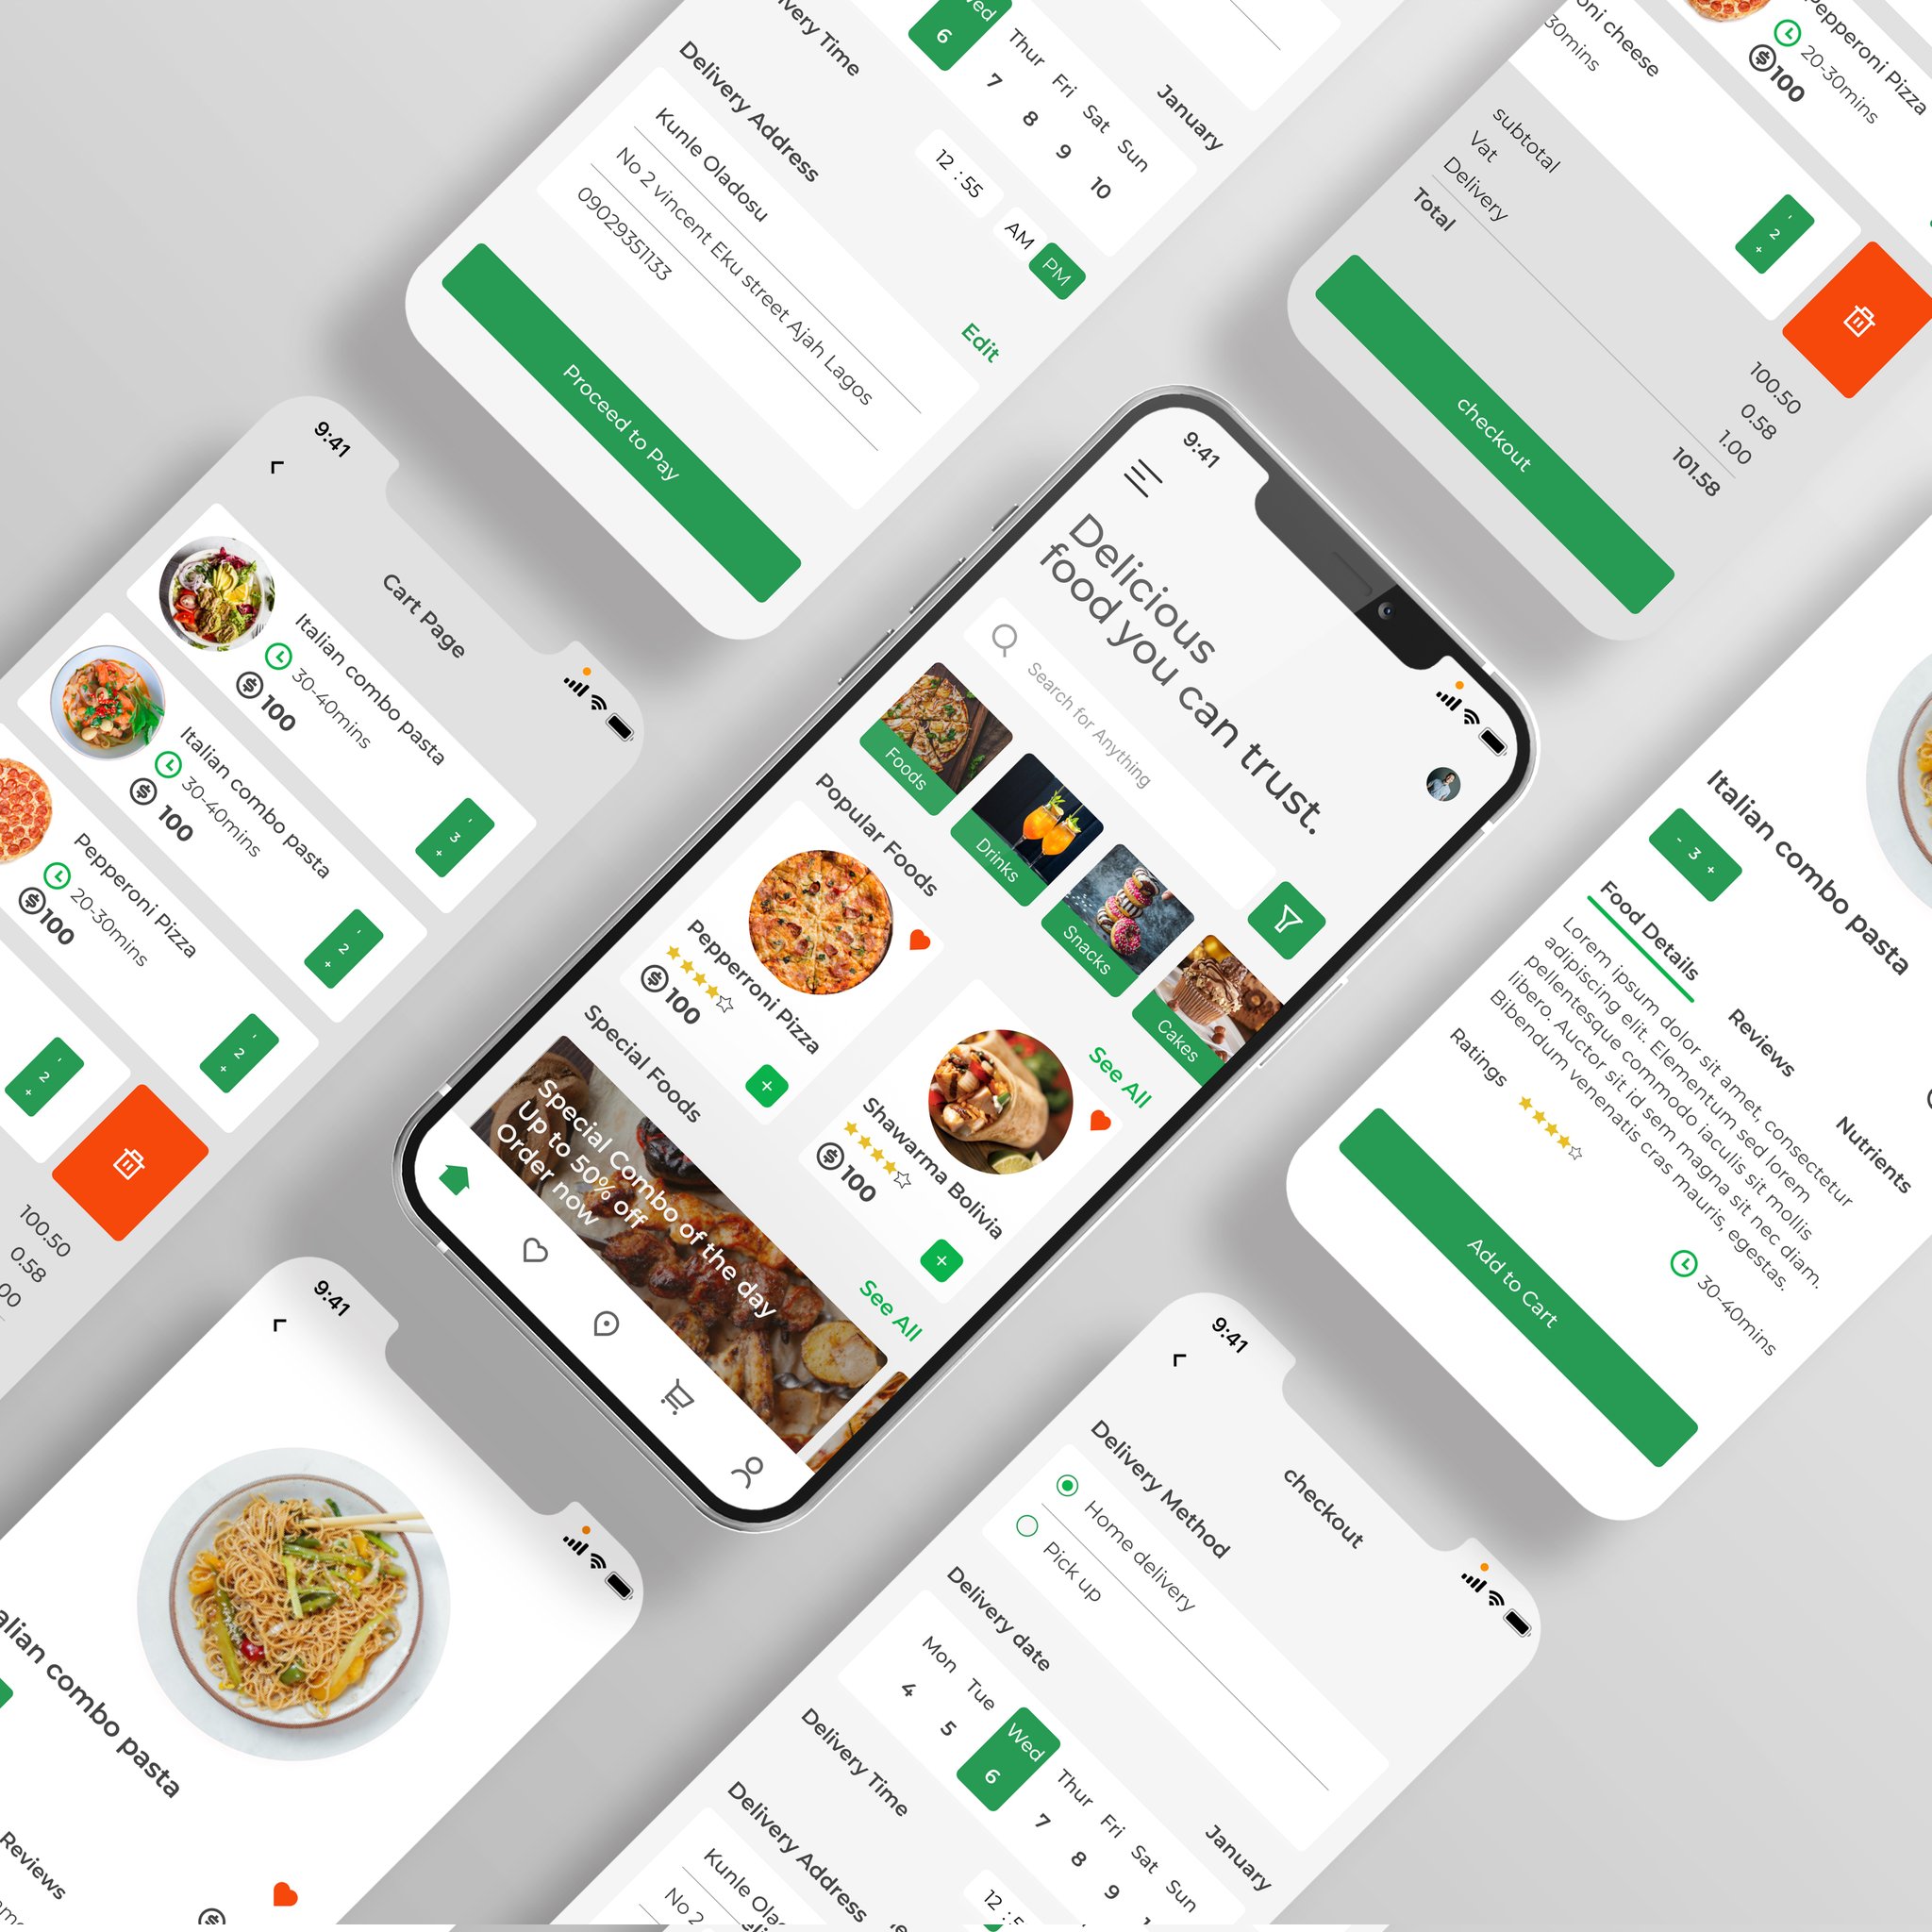 Delivery Time
Wed
6
Thur
7
Fri
8
Sat
9
Sun
10
January
12 : 55
AM
PM
Delivery Address
Edit
Kunle Oladosu
No 2 vincent Eku street Ajah Lagos
09029351133
Proceed to Pay
oni cheese
30mins
Pepperoni Pizza
20-30mins
$100
- 2 +
subtotal
100.50
Vat
0.58
Delivery
1.00
Total
101.58
checkout
9:41
Cart Page
Italian combo pasta
30-40mins
$100
- 3 +
Italian combo pasta
30-40mins
$ 100
- 2 +
Pepperoni Pizza
20-30mins
$100
- 2 +
- 2 +
100.50
0.58
00
9:41
Delicious
food you can trust.
Search for Anything
Foods
Drinks
Snacks
Cakes
Popular Foods
See All
Pepperroni Pizza
$100
+
Shawarma Bolivia
$100
+
Special Foods
See All
Special Combo of the day
Up to 50% off
Order now
Italian combo pasta
- 3 +
Food Details
Reviews
Nutrients
Lorem ipsum dolor sit amet, consectetur
adipiscing elit. Elementum sed lorem
pellentesque commodo iaculis sit mollis
libero. Auctor sit id sem magna sit nec diam.
Bibendum venenatis cras mauris, egestas.
Ratings
30-40mins
Add to Cart
9:41
alian combo pasta
Reviews
$
9:41
checkout
Delivery Method
Home delivery
Pick up
Delivery date
January
Mon
4
Tue
5
Wed
6
Thur
7
Fri
8
Sat
9
Sun
Delivery Time
12 : 5
Delivery Address
Kunle Olad
No 2